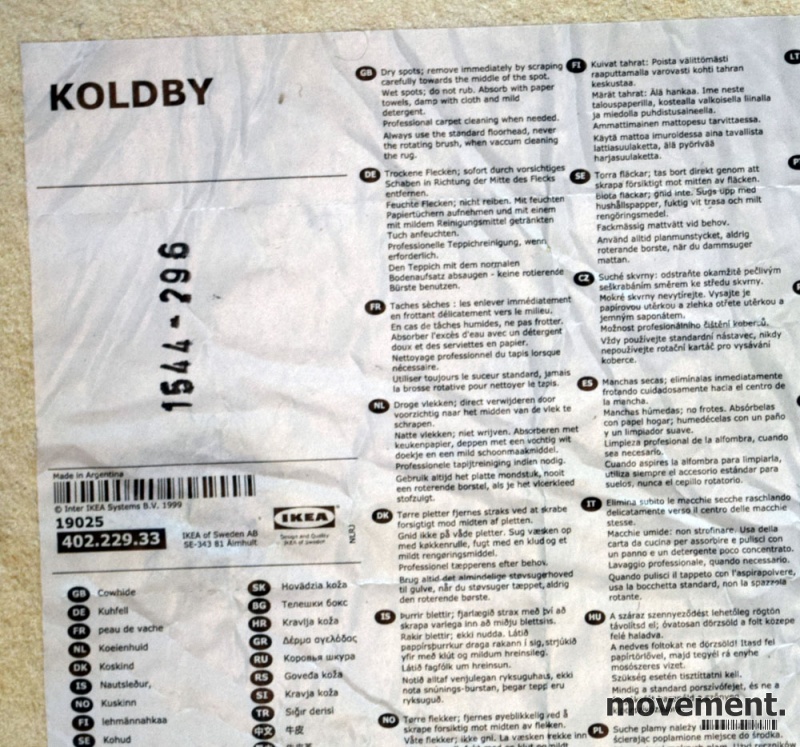 KOLDBY
1544-296
Made in Argentina
© Inter IKEA Systems B.V. 1999
19025
402.229.33
IKEA of Sweden AB
SE-343 81 Älmhult
IKEA
Design and Quality
IKEA of Sweden
GB Cowhide
DE Kuhfell
FR peau de vache
NL Koeienhuid
DK Koskind
IS Nautsleður,
NO Kuskinn
FI lehmännahkaa
SE Kohud
SK Hovädzia koža
BG Телешки бокс
HR Kravlja koža
GR Δέρμα αγελάδας
RU Коровья шкура
RS Goveđa koža
SI Kravja koža
TR Sığır derisi
中文 牛皮
GB Dry spots; remove immediately by scraping
carefully towards the middle of the spot.
Wet spots; do not rub. Absorb with paper
towels, damp with cloth and mild
detergent.
Professional carpet cleaning when needed.
Always use the standard floorhead, never
the rotating brush, when vaccum cleaning
the rug.
DE Trockene Flecken; sofort durch vorsichtiges
Schaben in Richtung der Mitte des Flecks
entfernen.
Feuchte Flecken; nicht reiben. Mit feuchten
Papiertüchern aufnehmen und mit einem
mit mildem Reinigungsmittel getränkten
Tuch anfeuchten.
Professionelle Teppichreinigung, wenn
erforderlich.
Den Teppich mit dem normalen
Bodenaufsatz absaugen - keine rotierende
Bürste benutzen.
FR Taches sèches : les enlever immédiatement
en frottant délicatement vers le milieu.
En cas de tâches humides, ne pas frotter.
Absorber l'excés d'eau avec un détergent
doux et des serviettes en papier.
Nettoyage professionnel du tapis lorsque
nécessaire.
Utiliser toujours le suceur standard, jamais
la brosse rotative pour nettoyer le tapis.
NL Droge vlekken; direct verwijderen door
voorzichtig naar het midden van de vlek te
schrapen.
Natte vlekken; niet wrijven. Absorberen met
keukenpapier, deppen met een vochtig wit
doekje en een mild schoonmaakmiddel.
Professionele tapijtreiniging indien nodig.
Gebruik altijd het platte mondstuk, nooit
een roterende borstel, als je het vloerkleed
stofzuigt.
DK Tørre pletter fjernes straks ved at skrabe
forsigtigt mod midten af pletten.
Gnid ikke på våde pletter. Sug væsken op
med køkkenrulle, fugt med en klud og et
mildt rengøringsmiddel.
Professionel tæpperens efter behov.
Brug altid det almindelige støvsugerhoved
til gulve, når du støvsuger tæppet, aldrig
den roterende børste.
IS Þurrir blettir; fjarlægið strax með því að
skrapa varlega inn að miðju blettsins.
Rakir blettir; ekki nudda. Látið
pappírsþurrkur draga rakann í sig, strjúkið
yfir með klút og mildum hreinsilegi.
Látið fagfólk um hreinsun.
Notið alltaf venjulegan ryksuguhaus, ekki
nota snúnings-burstan, þegar tepp eru
ryksuguð.
NO Tørre flekker; fjernes øyeblikkelig ved å
skrape forsiktig mot midten av flekken.
Våte flekker; ikke gni. La væsken trekke inn
FI Kuivat tahrat: Poista välittömästi
raaputtamalla varovasti kohti tahran
keskustaa.
Märät tahrat: Älä hankaa. Ime neste
talouspaperilla, kostealla valkoisella liinalla
ja miedolla puhdistusaineella.
Ammattimainen mattopesu tarvittaessa.
Käytä mattoa imuroidessa aina tavallista
lattiasuulaketta, älä pyörivää
harjasuulaketta.
SE Torra fläckar; tas bort direkt genom att
skrapa försiktigt mot mitten av fläcken.
Blöta fläckar; gnid inte. Sugs upp med
hushållspapper, fuktig vit trasa och milt
rengöringsmedel.
Fackmässig mattvätt vid behov.
Använd alltid planmunstycket, aldrig
roterande borste, när du dammsuger
mattan.
CZ Suché skvrny: odstraňte okamžitě pečlivým
seškrabáním směrem ke středu skvrny.
Mokré skvrny nevytírejte. Vysajte je
papírovou utěrkou a zlehka otřete utěrkou a
jemným saponátem.
Možnost profesionálního čištění koberců.
Vždy používejte standardní nástavec, nikdy
nepoužívejte rotační kartáč pro vysávání
koberce.
ES Manchas secas; eliminalas inmediatamente
frotando cuidadosamente hacia el centro de
la mancha.
Manchas húmedas; no frotes. Absórbelas
con papel hogar; humedécelas con un paño
y un limpiador suave.
Limpieza profesional de la alfombra, cuando
sea necesario.
Cuando aspires la alfombra para limpiarla,
utiliza siempre el accesorio estándar para
suelos, nunca el cepillo rotatorio.
IT Elimina subito le macchie secche raschiando
delicatamente verso il centro delle macchie
stesse.
Macchie umide: non strofinare. Usa della
carta da cucina per assorbire e pulisci con
un panno e un detergente poco concentrato.
Lavaggio professionale, quando necessario.
Quando pulisci il tappeto con l'aspirapolvere,
usa la bocchetta standard, non la spazzola
rotante.
HU A száraz szennyeződést lehetőleg rögtön
távolítsd el; óvatosan dörzsöld a folt közepe
felé haladva.
A nedves foltokat ne dörzsöld! Itasd fel
papírtörlővel, majd tegyél rá enyhe
mosószeres vizet.
Szükség esetén tisztíttatni kell.
Mindig a standard porszívófejet, és ne a
PL Suche plamy należy
ścierając poplamione miejsce do środka.
LT
movement.